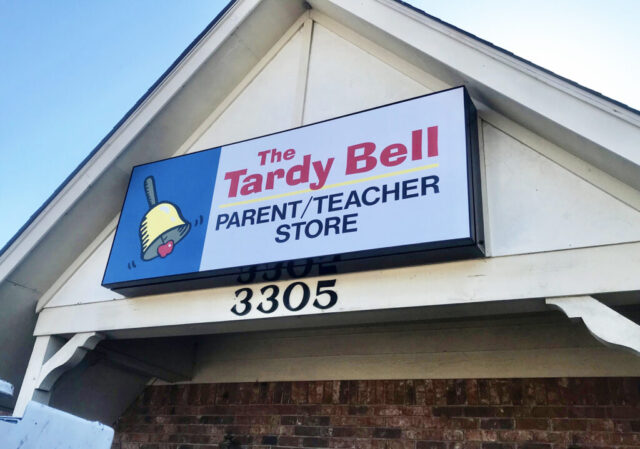 The
Tardy Bell
PARENT/TEACHER
STORE
3305